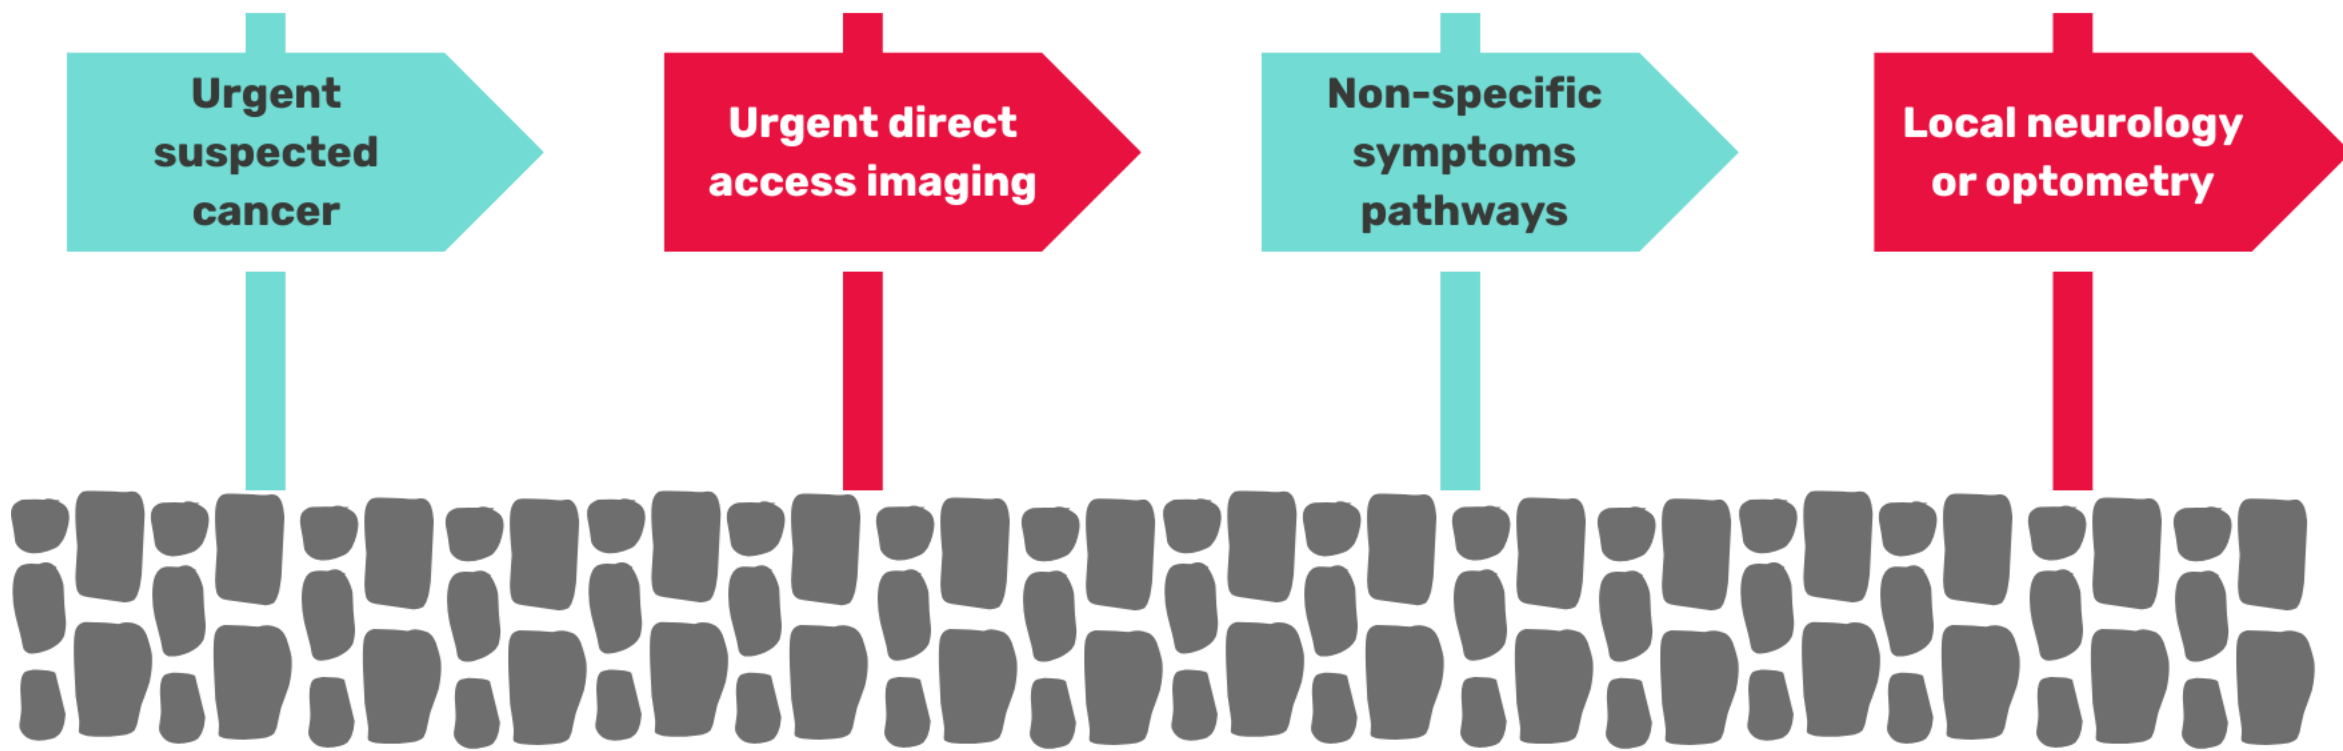 Urgent
suspected
cancer
Urgent direct
access imaging
Non-specific
symptoms
pathways
Local neurology
or optometry